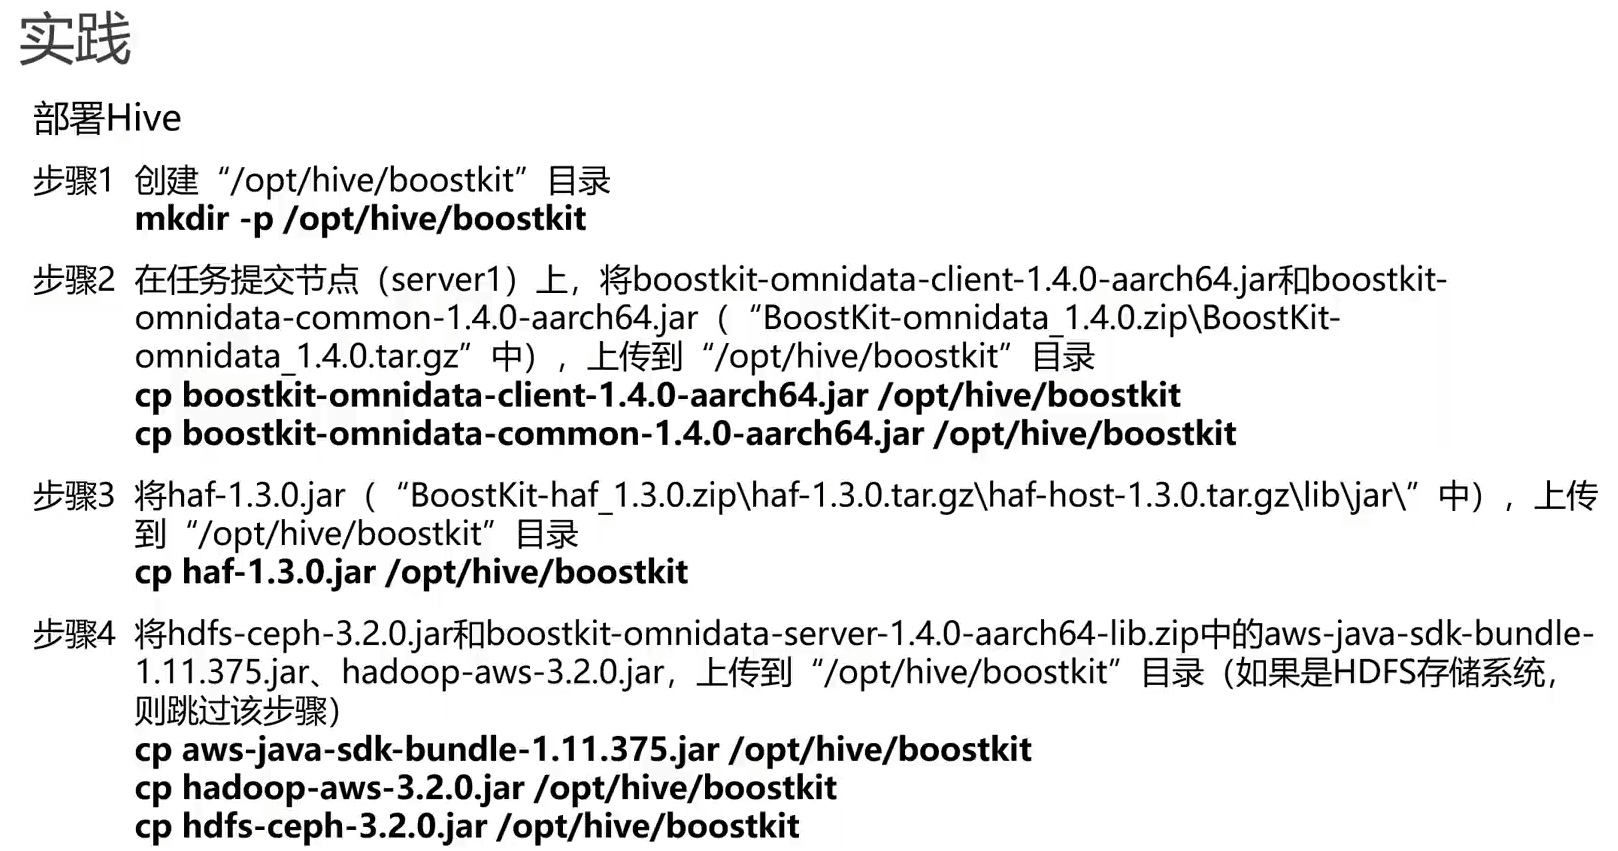 实践
部署Hive
步骤1 创建“/opt/hive/boostkit”目录
mkdir -p /opt/hive/boostkit
步骤2 在任务提交节点（server1）上，将boostkit-omnidata-client-1.4.0-aarch64.jar和boostkit-
omnidata-common-1.4.0-aarch64.jar（“BoostKit-omnidata_1.4.0.zip\BoostKit-
omnidata_1.4.0.tar.gz”中），上传到“/opt/hive/boostkit”目录
cp boostkit-omnidata-client-1.4.0-aarch64.jar /opt/hive/boostkit
cp boostkit-omnidata-common-1.4.0-aarch64.jar /opt/hive/boostkit
步骤3 将haf-1.3.0.jar（“BoostKit-haf_1.3.0.zip\haf-1.3.0.tar.gz\haf-host-1.3.0.tar.gz\lib\jar\”中），上传
到“/opt/hive/boostkit”目录
cp haf-1.3.0.jar /opt/hive/boostkit
步骤4 将hdfs-ceph-3.2.0.jar和boostkit-omnidata-server-1.4.0-aarch64-lib.zip中的aws-java-sdk-bundle-
1.11.375.jar、hadoop-aws-3.2.0.jar，上传到“/opt/hive/boostkit”目录（如果是HDFS存储系统，
则跳过该步骤）
cp aws-java-sdk-bundle-1.11.375.jar /opt/hive/boostkit
cp hadoop-aws-3.2.0.jar /opt/hive/boostkit
cp hdfs-ceph-3.2.0.jar /opt/hive/boostkit